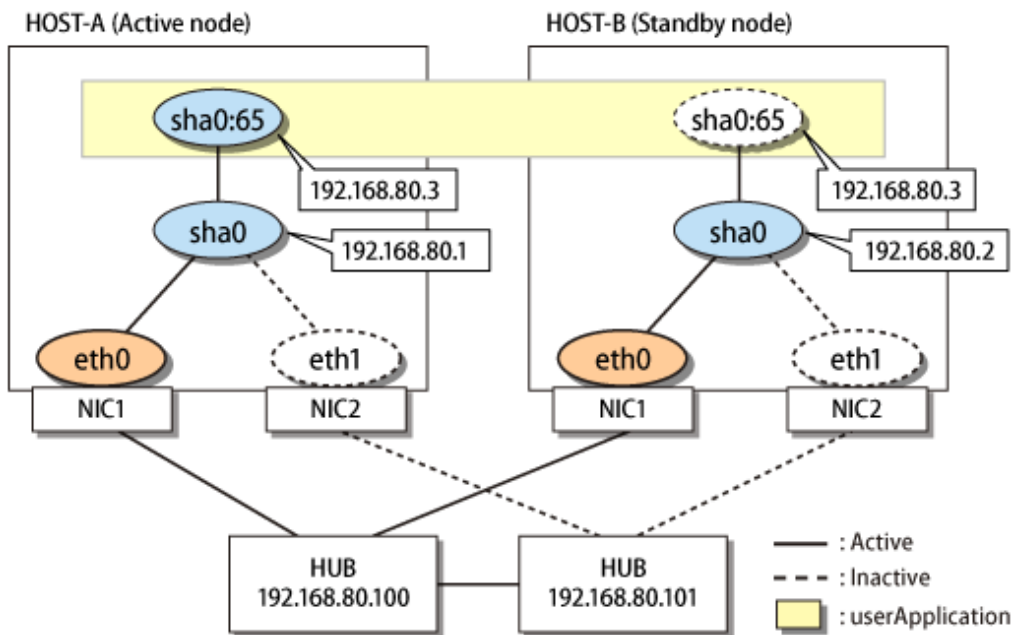 HOST-A (Active node)
HOST-B (Standby node)
sha0:65
sha0:65
192.168.80.3
192.168.80.3
sha0
sha0
192.168.80.1
192.168.80.2
eth0
eth1
eth0
eth1
NIC1
NIC2
NIC1
NIC2
HUB
192.168.80.100
HUB
192.168.80.101
: Active
: Inactive
: userApplication